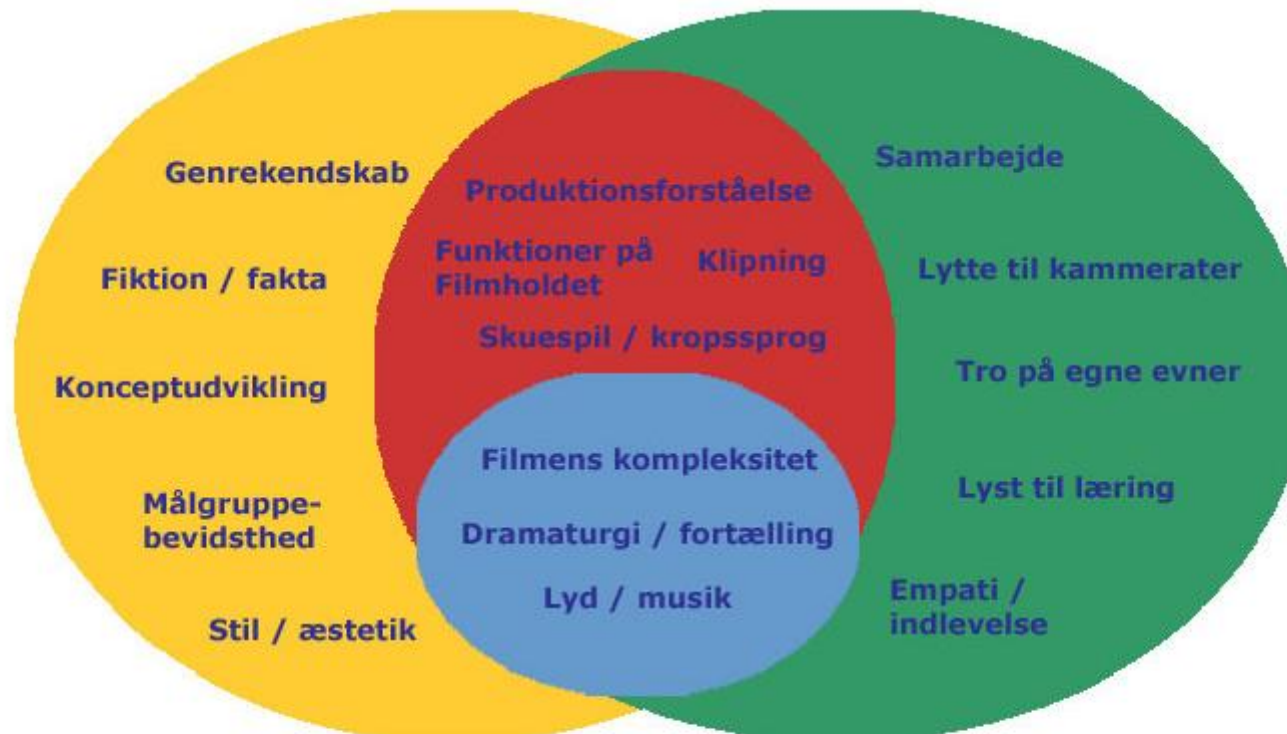 Genrekendskab
Fiktion / fakta
Konceptudvikling
Målgruppe-
bevidsthed
Stil / æstetik
Produktionsforståelse
Funktioner på
Filmholdet
Klipning
Skuespil / kropssprog
Filmens kompleksitet
Dramaturgi / fortælling
Lyd / musik
Samarbejde
Lytte til kammerater
Tro på egne evner
Lyst til læring
Empati /
indlevelse